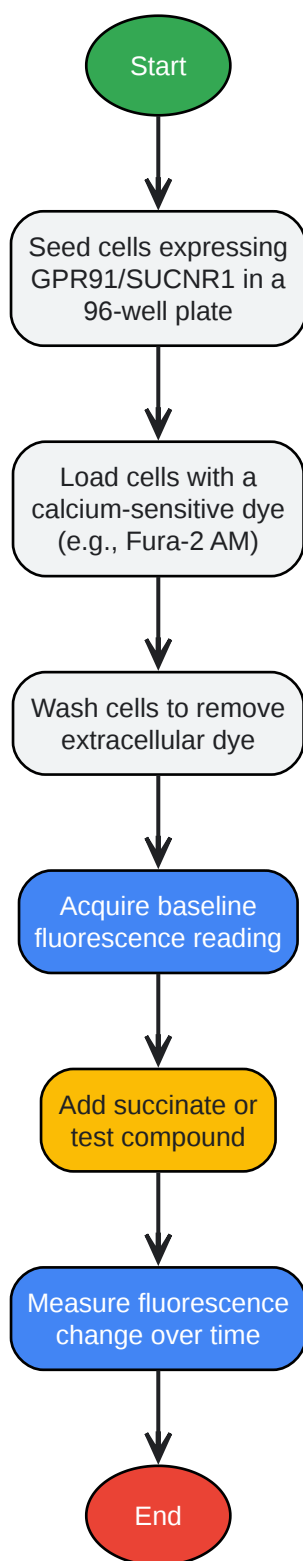 Start
Seed cells expressing
GPR91/SUCNR1 in a
96-well plate
Load cells with a
calcium-sensitive dye
(e.g., Fura-2 AM)
Wash cells to remove
extracellular dye
Acquire baseline
fluorescence reading
Add succinate or
test compound
Measure fluorescence
change over time
End